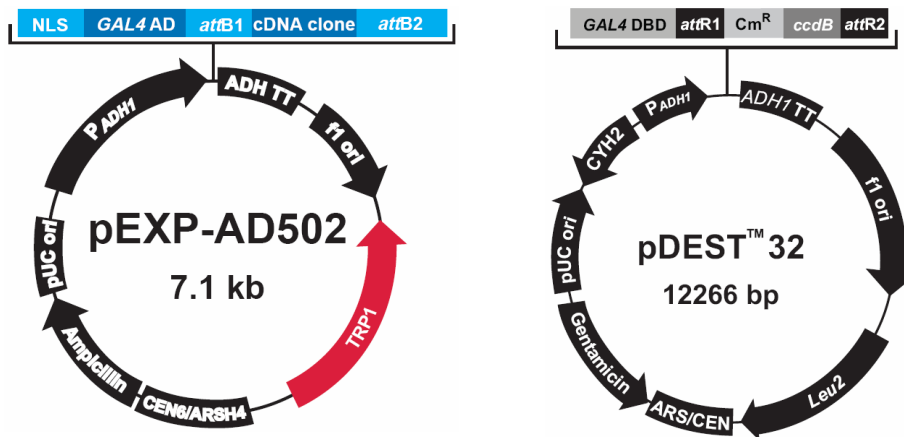 NLS GAL4 AD attB1 cDNA clone attB2
P ADH1
ADH TT
f1 ori
TRP1
CEN6/ARSH4
Ampicillin
pUC ori
pEXP-AD502
7.1 kb
GAL4 DBD attR1 CmR ccdB attR2
PADH1
ADH1 TT
f1 ori
Leu2
ARS/CEN
Gentamicin
pUC ori
CYH2
pDEST™32
12266 bp